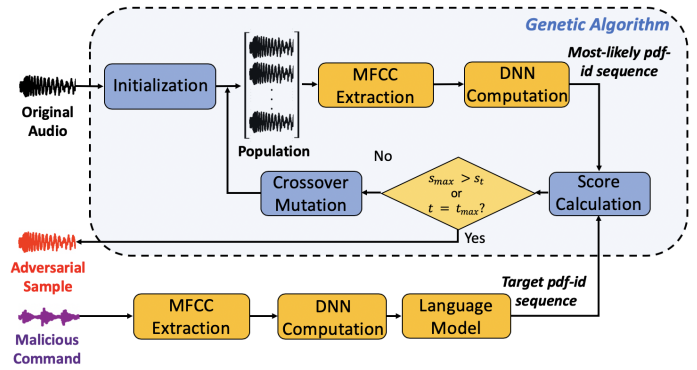 Genetic Algorithm
Most-likely pdf-
id sequence
Original
Audio
Initialization
Population
MFCC
Extraction
DNN
Computation
No
Crossover
Mutation
s_max > s_t
or
t = t_max?
Score
Calculation
Yes
Adversarial
Sample
Target pdf-id
sequence
Malicious
Command
MFCC
Extraction
DNN
Computation
Language
Model